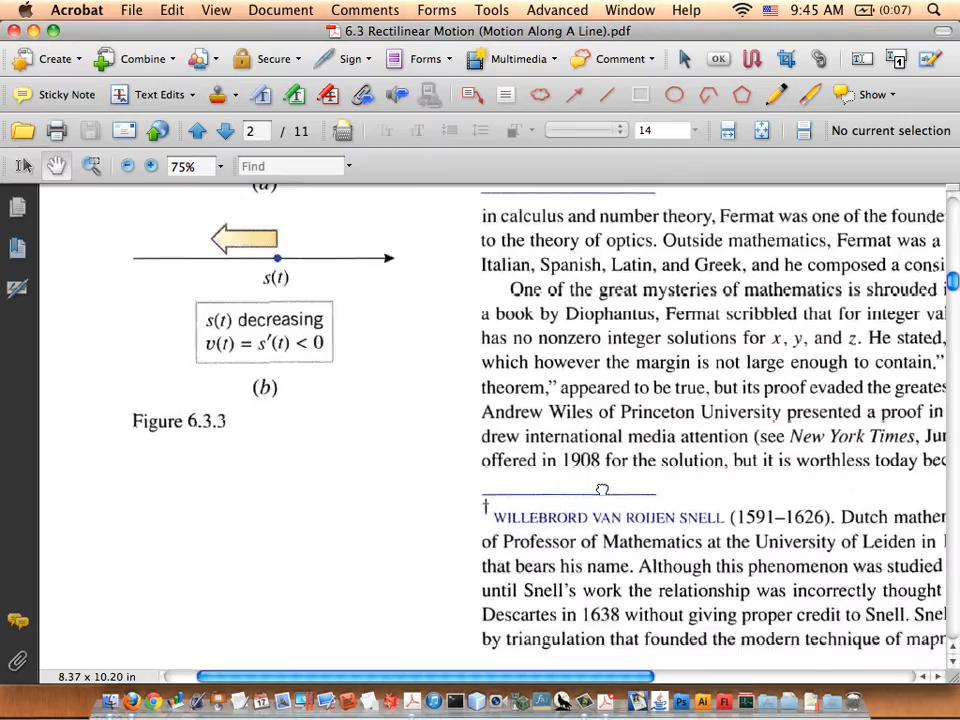 Acrobat File Edit View Document Comments Forms Tools Advanced Window Help 9:45 AM (0:07)
6.3 Rectilinear Motion (Motion Along A Line).pdf
Create Combine Secure Sign Forms Multimedia OK Comment
Sticky Note Text Edits Show
2 / 11 14 No current selection
75% Find
(a)
s(t)
s(t) decreasing
v(t) = s′(t) < 0
(b)
Figure 6.3.3
in calculus and number theory, Fermat was one of the founde
to the theory of optics. Outside mathematics, Fermat was a
Italian, Spanish, Latin, and Greek, and he composed a consi
One of the great mysteries of mathematics is shrouded i
a book by Diophantus, Fermat scribbled that for integer val
has no nonzero integer solutions for x, y, and z. He stated,
which however the margin is not large enough to contain.”
theorem,” appeared to be true, but its proof evaded the greates
Andrew Wiles of Princeton University presented a proof in
drew international media attention (see New York Times, Jun
offered in 1908 for the solution, but it is worthless today bec
† WILLEBRORD VAN ROIJEN SNELL (1591–1626). Dutch mather
of Professor of Mathematics at the University of Leiden in 1
that bears his name. Although this phenomenon was studied
until Snell’s work the relationship was incorrectly thought
Descartes in 1638 without giving proper credit to Snell. Snel
by triangulation that founded the modern technique of mapm
8.37 x 10.20 in